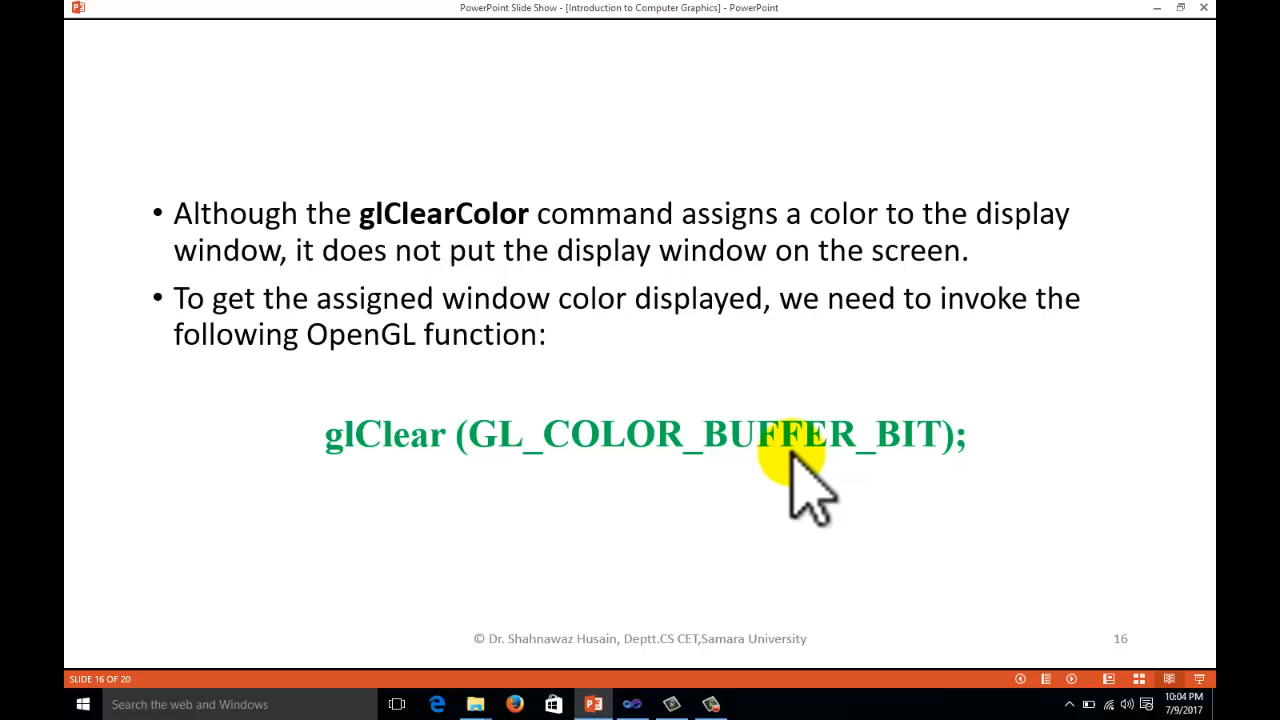 PowerPoint Slide Show - [Introduction to Computer Graphics] - PowerPoint
• Although the glClearColor command assigns a color to the display
window, it does not put the display window on the screen.
• To get the assigned window color displayed, we need to invoke the
following OpenGL function:
glClear (GL_COLOR_BUFFER_BIT);
© Dr. Shahnawaz Husain, Deptt.CS CET,Samara University
16
SLIDE 16 OF 20
Search the web and Windows
10:04 PM
7/9/2017